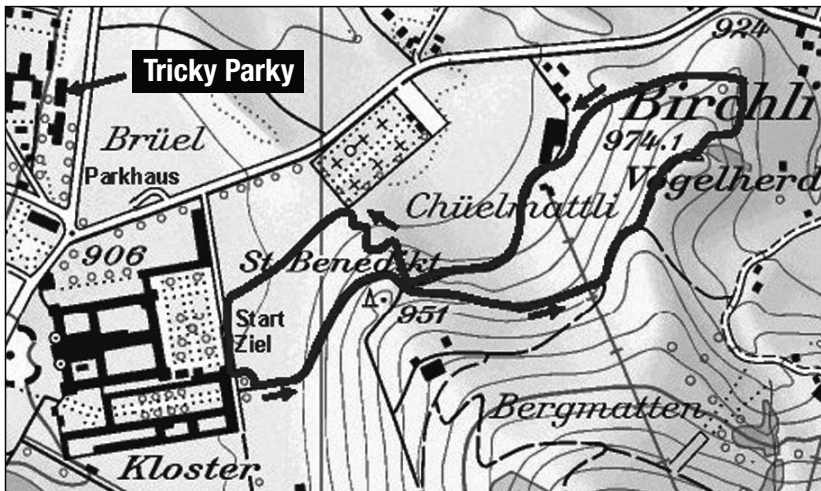 924
Tricky Parky
Brüel
Birchli
974.1
Parkhaus
Vogelherd
Chüelmattli
906
St. Benedikt
951
Start
Ziel
Bergmatten
Kloster